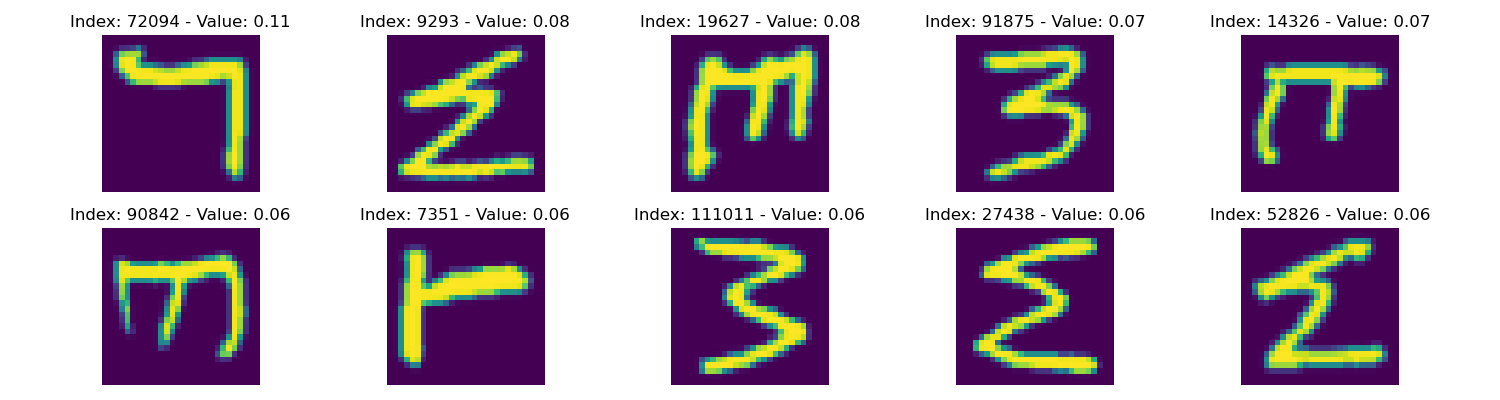 Index: 72094 - Value: 0.11 Index: 9293 - Value: 0.08 Index: 19627 - Value: 0.08 Index: 91875 - Value: 0.07 Index: 14326 - Value: 0.07
Index: 90842 - Value: 0.06 Index: 7351 - Value: 0.06 Index: 111011 - Value: 0.06 Index: 27438 - Value: 0.06 Index: 52826 - Value: 0.06